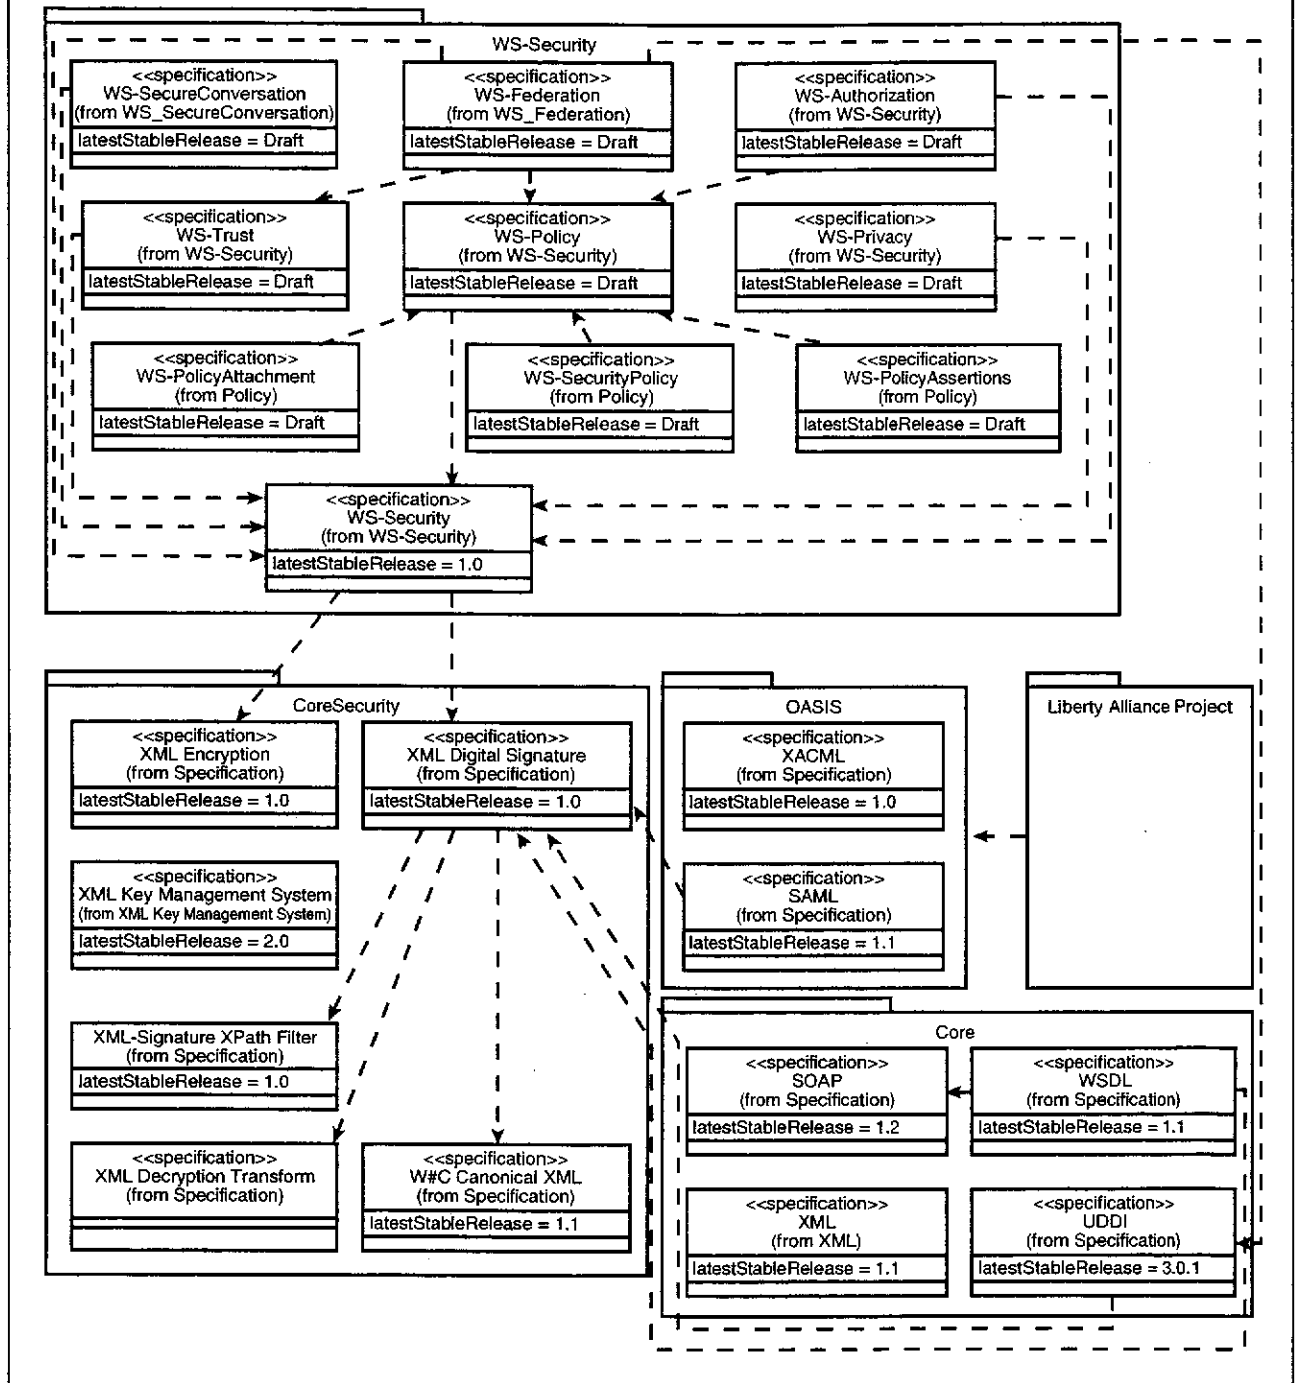 WS-Security
<<specification>>
WS-SecureConversation
(from WS_SecureConversation)
latestStableRelease = Draft
<<specification>>
WS-Federation
(from WS_Federation)
latestStableRelease = Draft
<<specification>>
WS-Authorization
(from WS-Security)
latestStableRelease = Draft
<<specification>>
WS-Trust
(from WS-Security)
latestStableRelease = Draft
<<specification>>
WS-Policy
(from WS-Security)
latestStableRelease = Draft
<<specification>>
WS-Privacy
(from WS-Security)
latestStableRelease = Draft
<<specification>>
WS-PolicyAttachment
(from Policy)
latestStableRelease = Draft
<<specification>>
WS-SecurityPolicy
(from Policy)
latestStableRelease = Draft
<<specification>>
WS-PolicyAssertions
(from Policy)
latestStableRelease = Draft
<<specification>>
WS-Security
(from WS-Security)
latestStableRelease = 1.0
CoreSecurity
<<specification>>
XML Encryption
(from Specification)
latestStableRelease = 1.0
<<specification>>
XML Digital Signature
(from Specification)
latestStableRelease = 1.0
<<specification>>
XML Key Management System
(from XML Key Management System)
latestStableRelease = 2.0
XML-Signature XPath Filter
(from Specification)
latestStableRelease = 1.0
<<specification>>
XML Decryption Transform
(from Specification)
<<specification>>
W#C Canonical XML
(from Specification)
latestStableRelease = 1.1
OASIS
<<specification>>
XACML
(from Specification)
latestStableRelease = 1.0
<<specification>>
SAML
(from Specification)
latestStableRelease = 1.1
Liberty Alliance Project
Core
<<specification>>
SOAP
(from Specification)
latestStableRelease = 1.2
<<specification>>
WSDL
(from Specification)
latestStableRelease = 1.1
<<specification>>
XML
(from XML)
latestStableRelease = 1.1
<<specification>>
UDDI
(from Specification)
latestStableRelease = 3.0.1